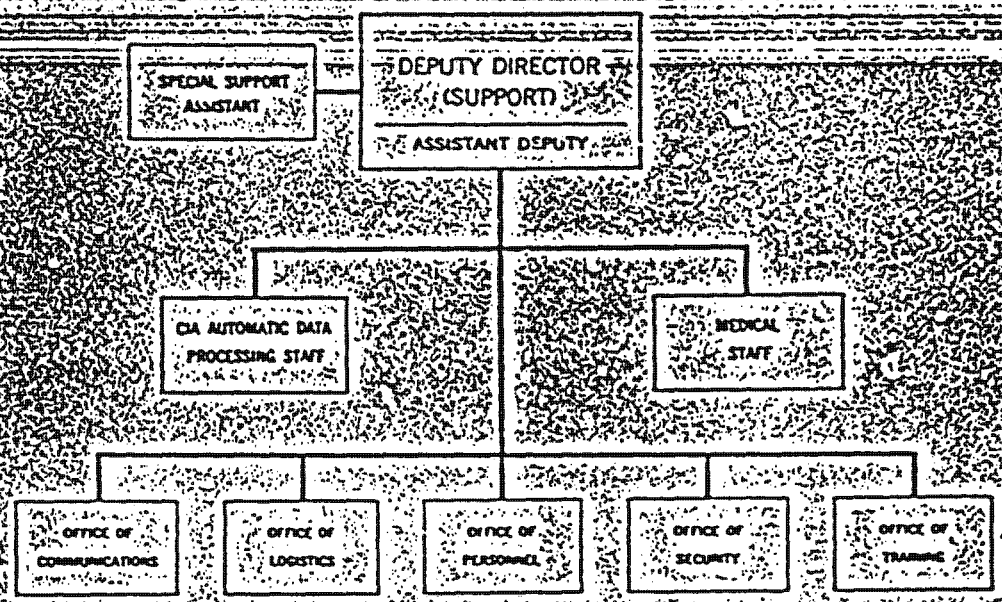 SPECIAL SUPPORT
ASSISTANT
DEPUTY DIRECTOR
(SUPPORT)
ASSISTANT DEPUTY
CIA AUTOMATIC DATA
PROCESSING STAFF
MEDICAL
STAFF
OFFICE OF
COMMUNICATIONS
OFFICE OF
LOGISTICS
OFFICE OF
PERSONNEL
OFFICE OF
SECURITY
OFFICE OF
TRAINING